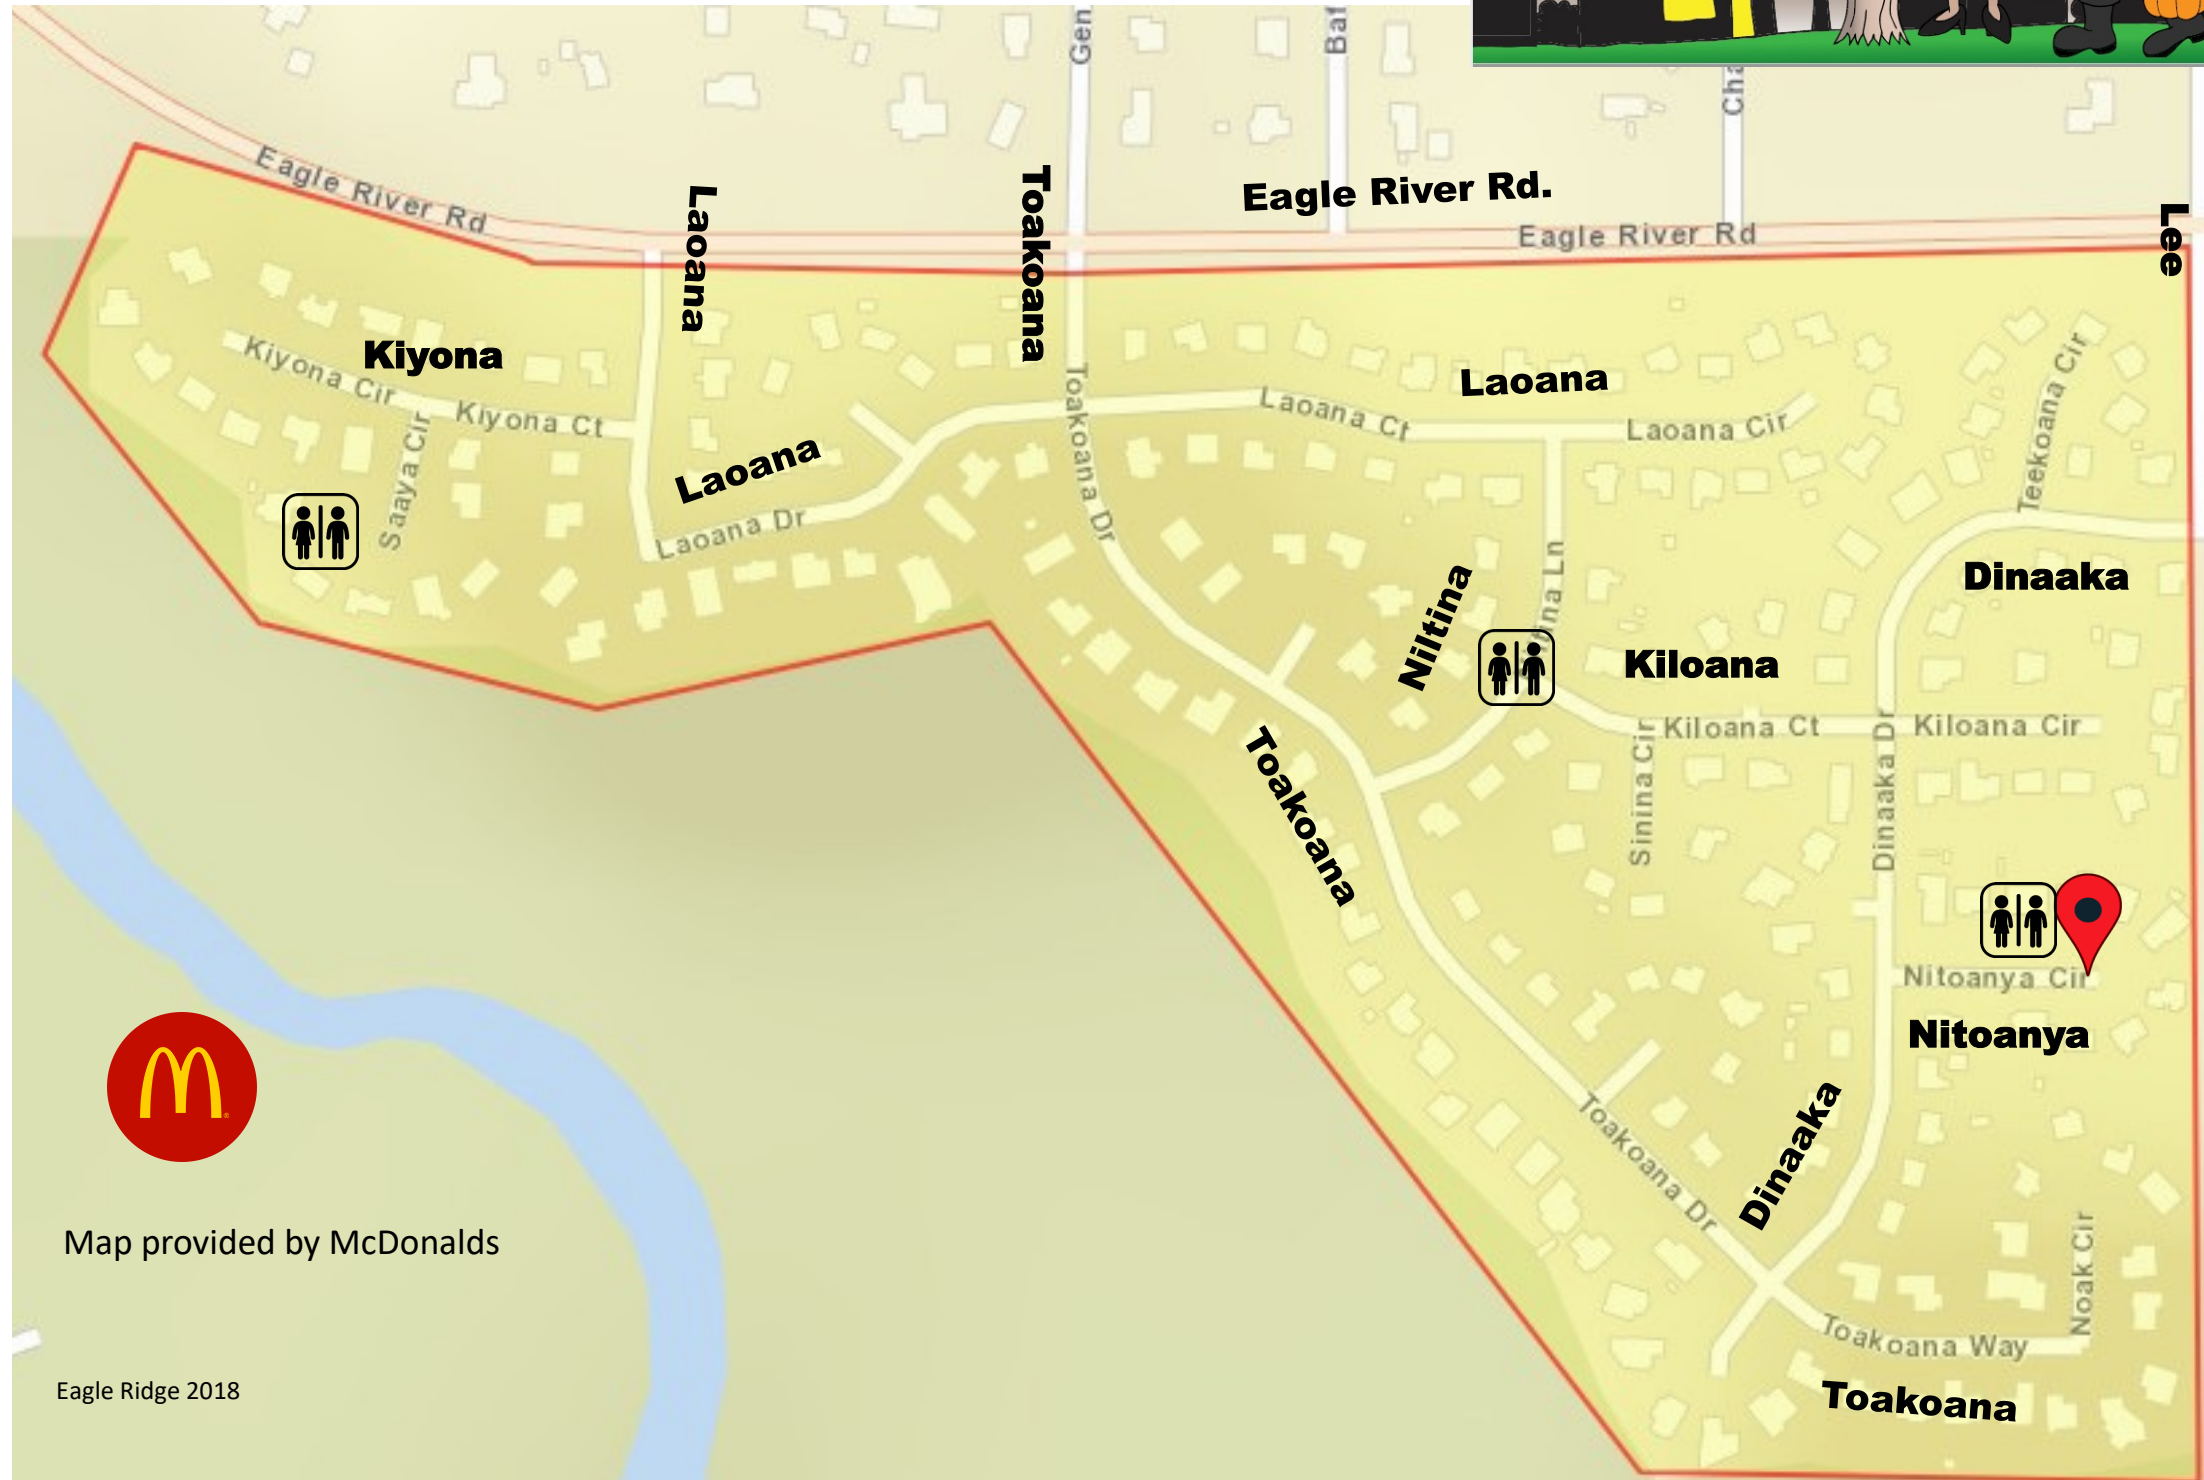 Eagle River Rd
Laoana
Toakoana
Eagle River Rd.
Eagle River Rd
Lee
Kiyona
Kiyona Cir
Kiyona Ct
Saaya Cir
Laoana
Laoana Dr
Toakoana Dr
Laoana Ct
Laoana
Laoana Cir
Teekoana Cir
Dinaaka
Niltina
Kiloana
Kiloana Ct
Kiloana Cir
Sinina Cir
Dinaaka Dr
Toakoana
Nitoanya Cir
Nitoanya
Dinaaka
Toakoana Dr
Noak Cir
Toakoana Way
Toakoana
Map provided by McDonalds
Eagle Ridge 2018